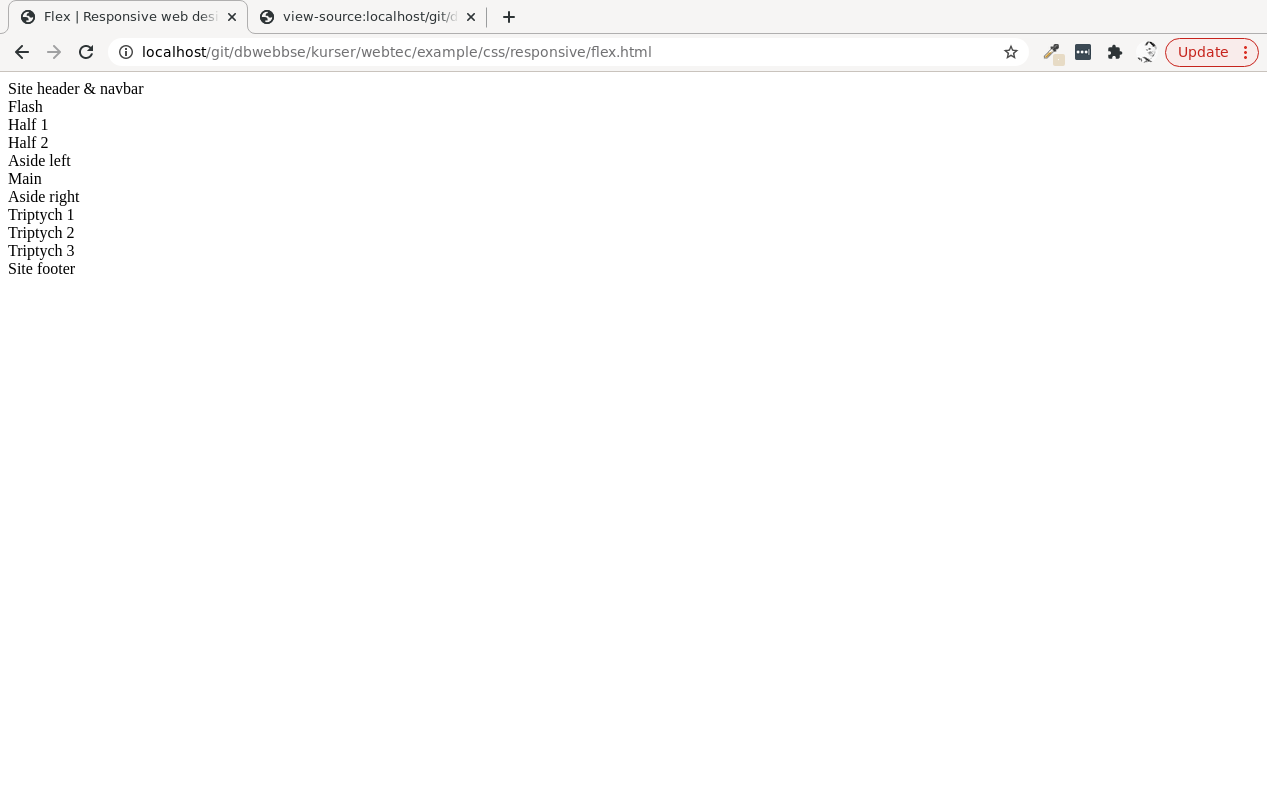 Flex | Responsive web desi
view-source:localhost/git/d
localhost/git/dbwebbse/kurser/webtec/example/css/responsive/flex.html
Update
Site header & navbar
Flash
Half 1
Half 2
Aside left
Main
Aside right
Triptych 1
Triptych 2
Triptych 3
Site footer